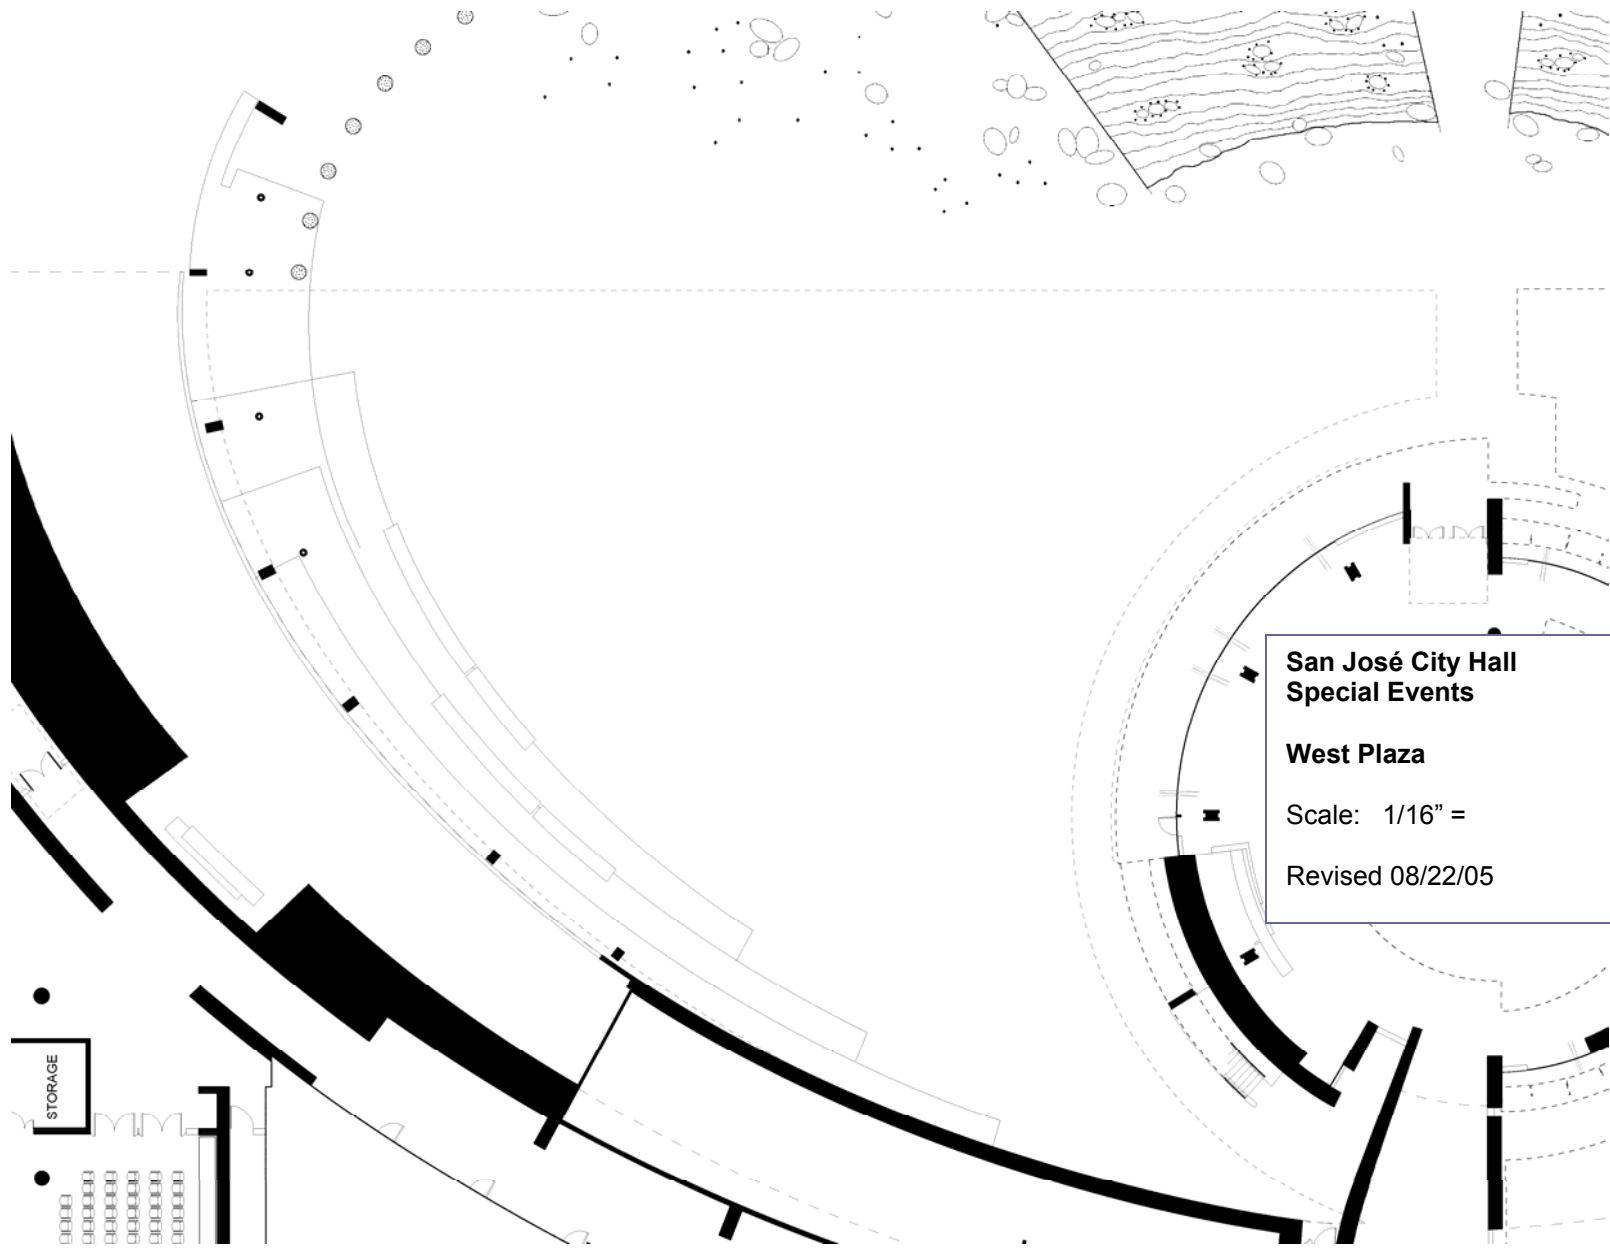 San José City Hall
Special Events
West Plaza
Scale: 1/16” =
Revised 08/22/05
STORAGE